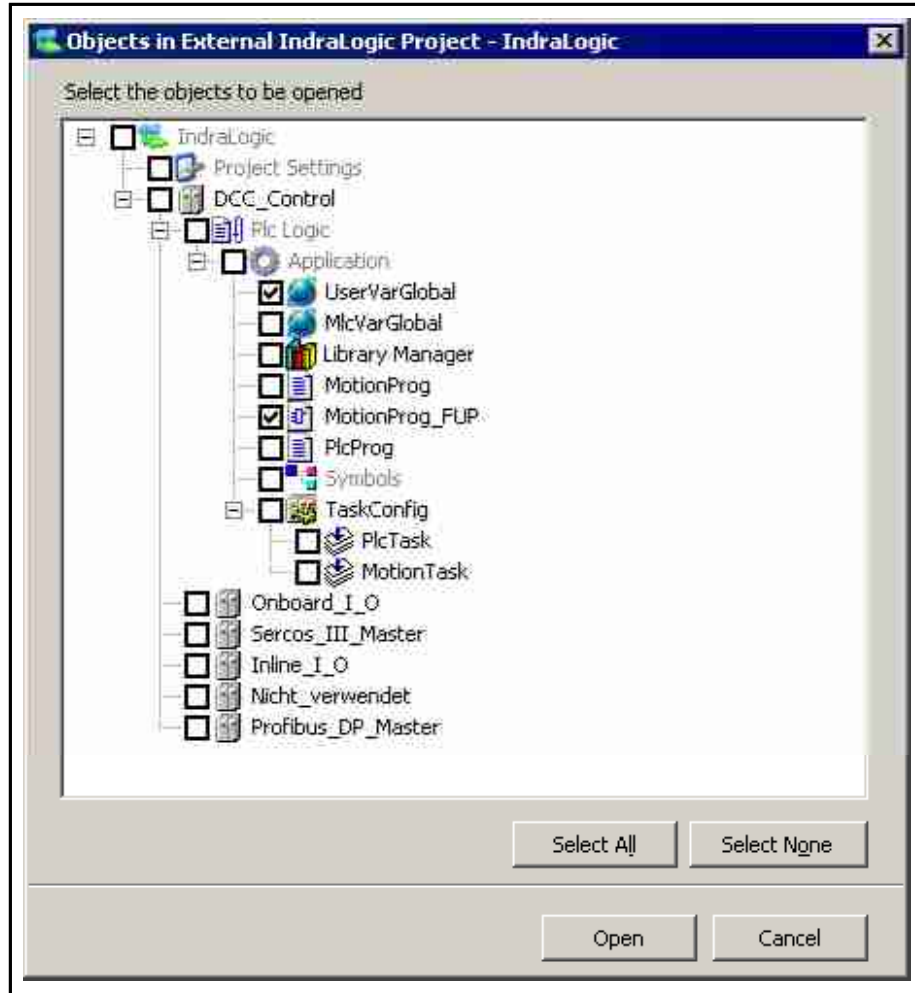 Objects in External IndraLogic Project - IndraLogic
Select the objects to be opened
IndraLogic
Project Settings
DCC_Control
Plc Logic
Application
UserVarGlobal
MlcVarGlobal
Library Manager
MotionProg
MotionProg_FUP
PlcProg
Symbols
TaskConfig
PlcTask
MotionTask
Onboard_I_O
Sercos_III_Master
Inline_I_O
Nicht_verwendet
Profibus_DP_Master
Select All Select None
Open Cancel